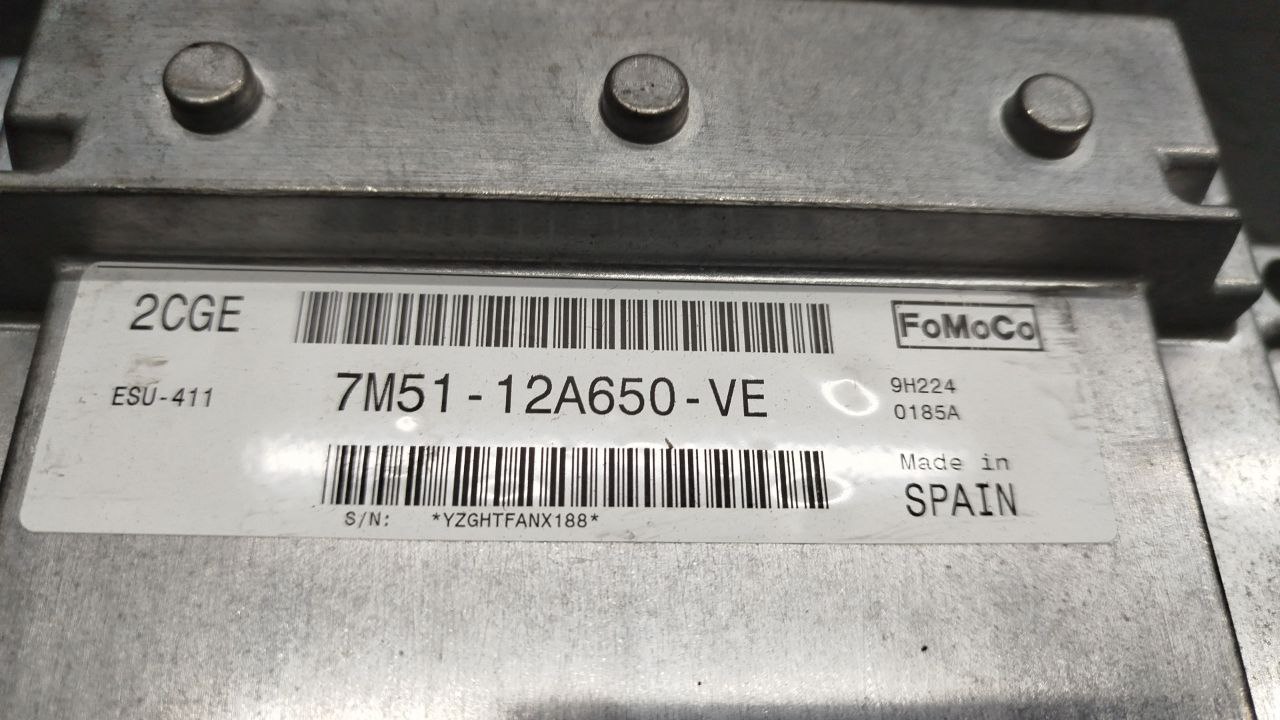 2CGE
FoMoCo
ESU-411
7M51-12A650-VE
9H224
0185A
Made in
SPAIN
S/N: *YZGHTFANX188*